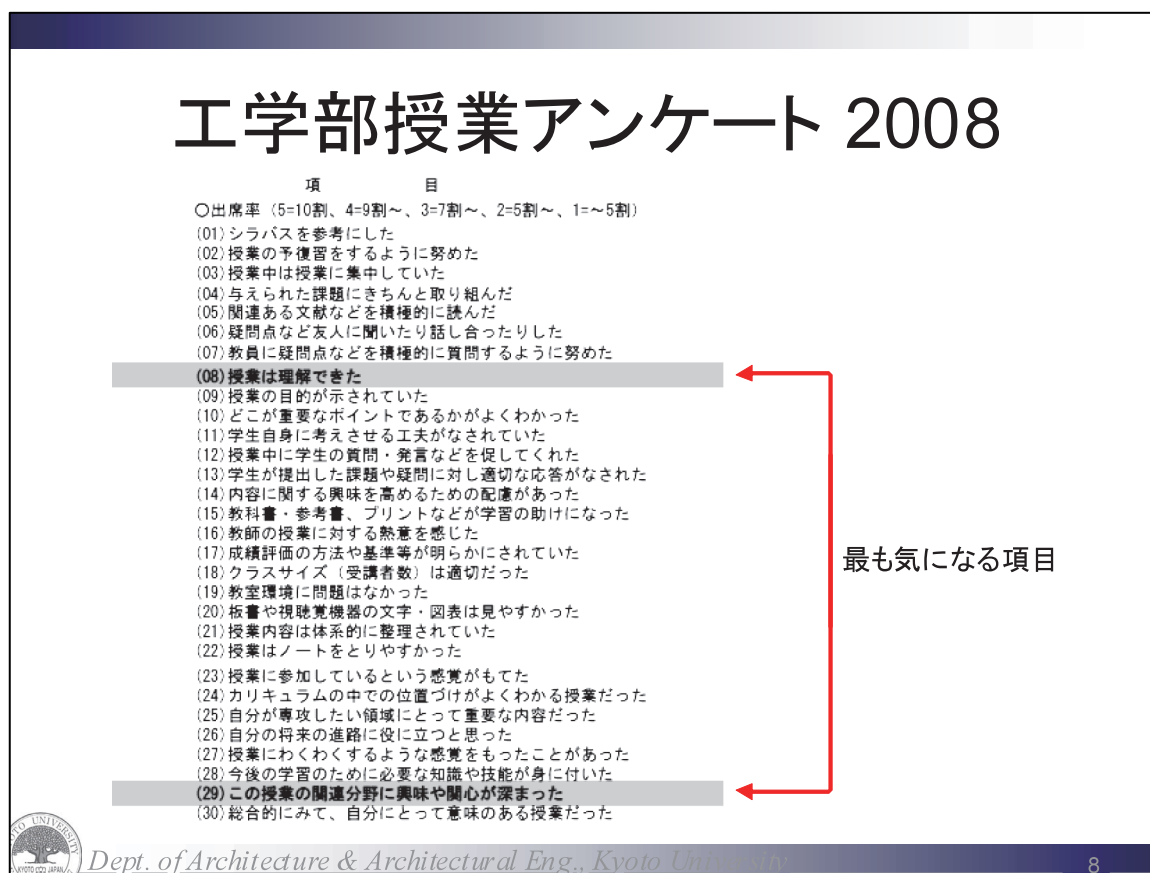 工学部授業アンケート 2008
項　　目
○出席率（5=10割、4=9割～、3=7割～、2=5割～、1=～5割）
(01)シラバスを参考にした
(02)授業の予復習をするように努めた
(03)授業中は授業に集中していた
(04)与えられた課題にきちんと取り組んだ
(05)関連ある文献などを積極的に読んだ
(06)疑問点など友人に聞いたり話し合ったりした
(07)教員に疑問点などを積極的に質問するように努めた
(08)授業は理解できた
(09)授業の目的が示されていた
(10)どこが重要なポイントであるかがよくわかった
(11)学生自身に考えさせる工夫がなされていた
(12)授業中に学生の質問・発言などを促してくれた
(13)学生が提出した課題や疑問に対し適切な応答がなされた
(14)内容に関する興味を高めるための配慮があった
(15)教科書・参考書、プリントなどが学習の助けになった
(16)教師の授業に対する熱意を感じた
(17)成績評価の方法や基準等が明らかにされていた
(18)クラスサイズ（受講者数）は適切だった
(19)教室環境に問題はなかった
(20)板書や視聴覚機器の文字・図表は見やすかった
(21)授業内容は体系的に整理されていた
(22)授業はノートをとりやすかった
(23)授業に参加しているという感覚がもてた
(24)カリキュラムの中での位置づけがよくわかる授業だった
(25)自分が専攻したい領域にとって重要な内容だった
(26)自分の将来の進路に役に立つと思った
(27)授業にわくわくするような感覚をもったことがあった
(28)今後の学習のために必要な知識や技能が身に付いた
(29)この授業の関連分野に興味や関心が深まった
(30)総合的にみて、自分にとって意味のある授業だった
最も気になる項目
Dept. of Architecture & Architectural Eng., Kyoto University
8